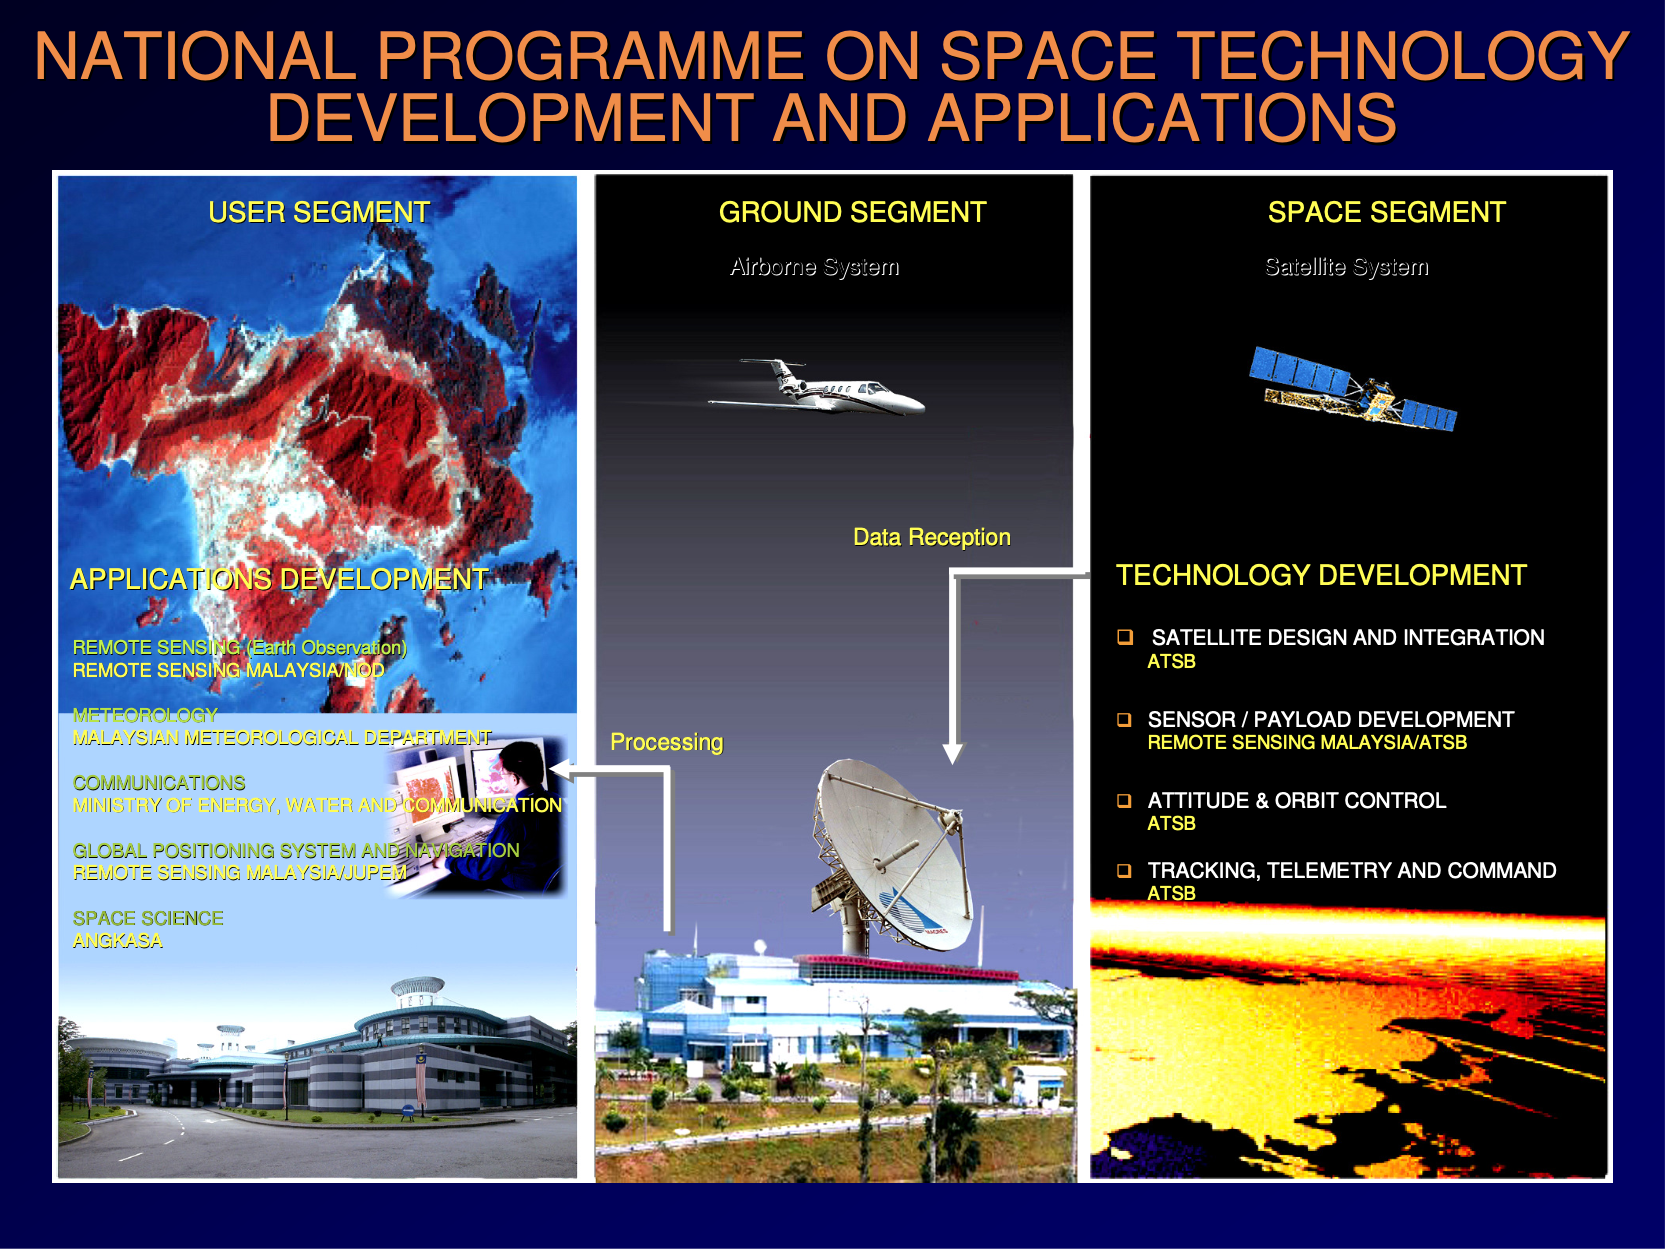 NATIONAL PROGRAMME ON SPACE TECHNOLOGY
DEVELOPMENT AND APPLICATIONS
USER SEGMENT
APPLICATIONS DEVELOPMENT
REMOTE SENSING (Earth Observation)
REMOTE SENSING MALAYSIA/NOD
METEOROLOGY
MALAYSIAN METEOROLOGICAL DEPARTMENT
COMMUNICATIONS
MINISTRY OF ENERGY, WATER AND COMMUNICATION
GLOBAL POSITIONING SYSTEM AND NAVIGATION
REMOTE SENSING MALAYSIA/JUPEM
SPACE SCIENCE
ANGKASA
GROUND SEGMENT
Airborne System
Data Reception
Processing
SPACE SEGMENT
Satellite System
TECHNOLOGY DEVELOPMENT
SATELLITE DESIGN AND INTEGRATION
ATSB
SENSOR / PAYLOAD DEVELOPMENT
REMOTE SENSING MALAYSIA/ATSB
ATTITUDE & ORBIT CONTROL
ATSB
TRACKING, TELEMETRY AND COMMAND
ATSB